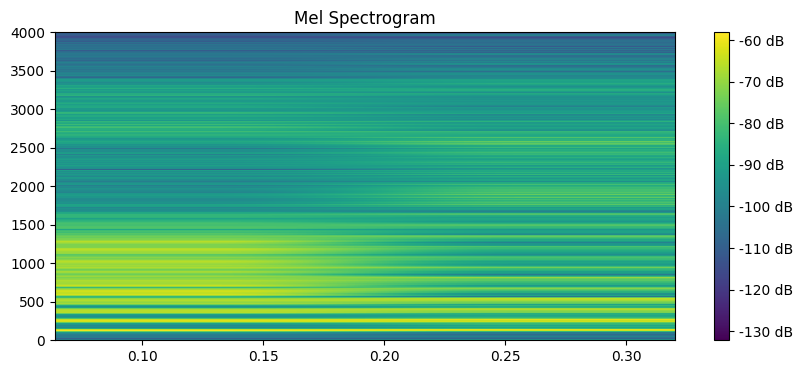 Mel Spectrogram
4000
3500
3000
2500
2000
1500
1000
500
0
0.10
0.15
0.20
0.25
0.30
-60 dB
-70 dB
-80 dB
-90 dB
-100 dB
-110 dB
-120 dB
-130 dB